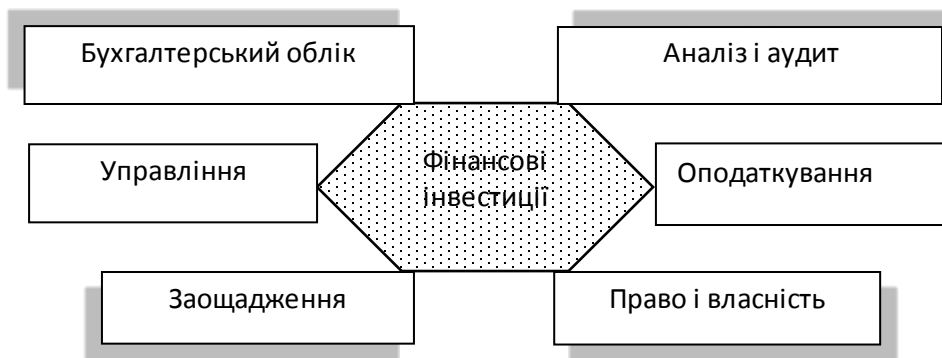 Бухгалтерський облік
Аналіз і аудит
Управління
Фінансові
інвестиції
Оподаткування
Заощадження
Право і власність